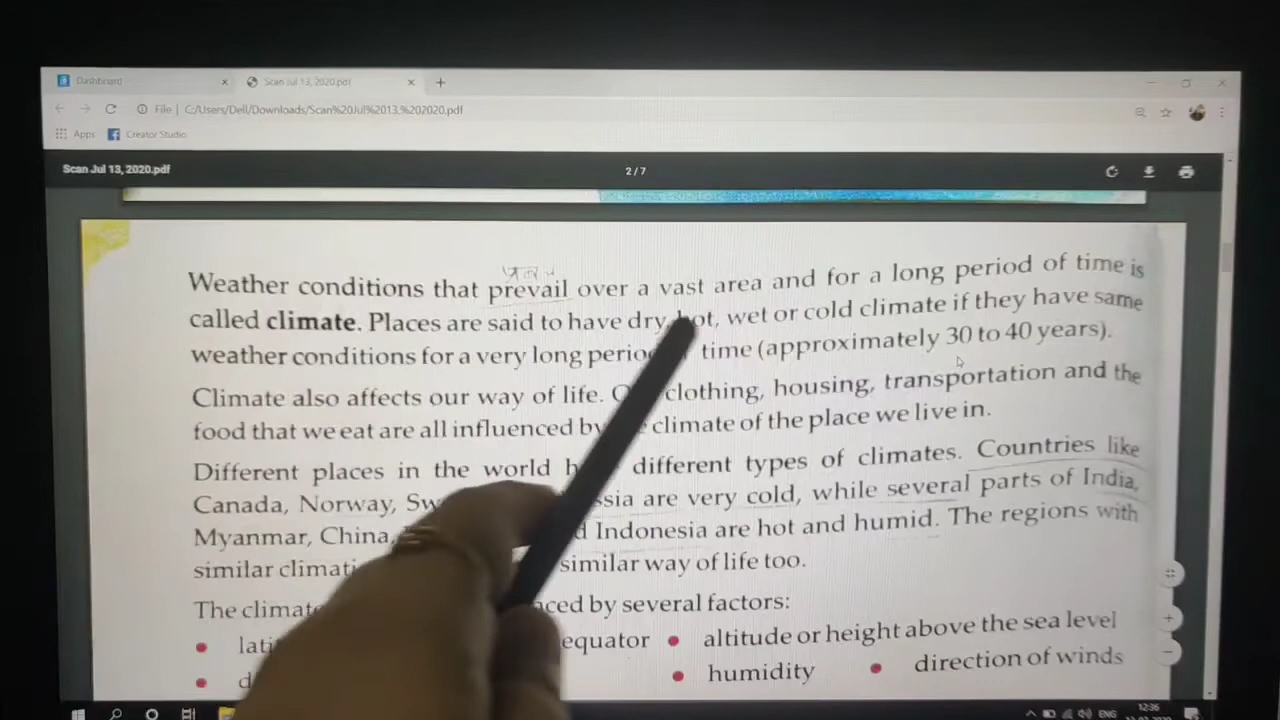 Dashboard
Scan Jul 13, 2020.pdf
File | C:/Users/Dell/Downloads/Scan%20Jul%2013,%202020.pdf
Apps Creator Studio
Scan Jul 13, 2020.pdf 2 / 7
Weather conditions that prevail over a vast area and for a long period of time is
called climate. Places are said to have dry, hot, wet or cold climate if they have same
weather conditions for a very long time (approximately 30 to 40 years).
Climate also affects our way of life. clothing, housing, transportation and the
food that we eat are all influenced by climate of the place we live in.
Different places in the world different types of climates. Countries like
Canada, Norway, are very cold, while several parts of India,
Myanmar, China, Indonesia are hot and humid. The regions with
similar similar way of life too.
The by several factors:
equator • altitude or height above the sea level
• • humidity • direction of winds
ENG 12:36